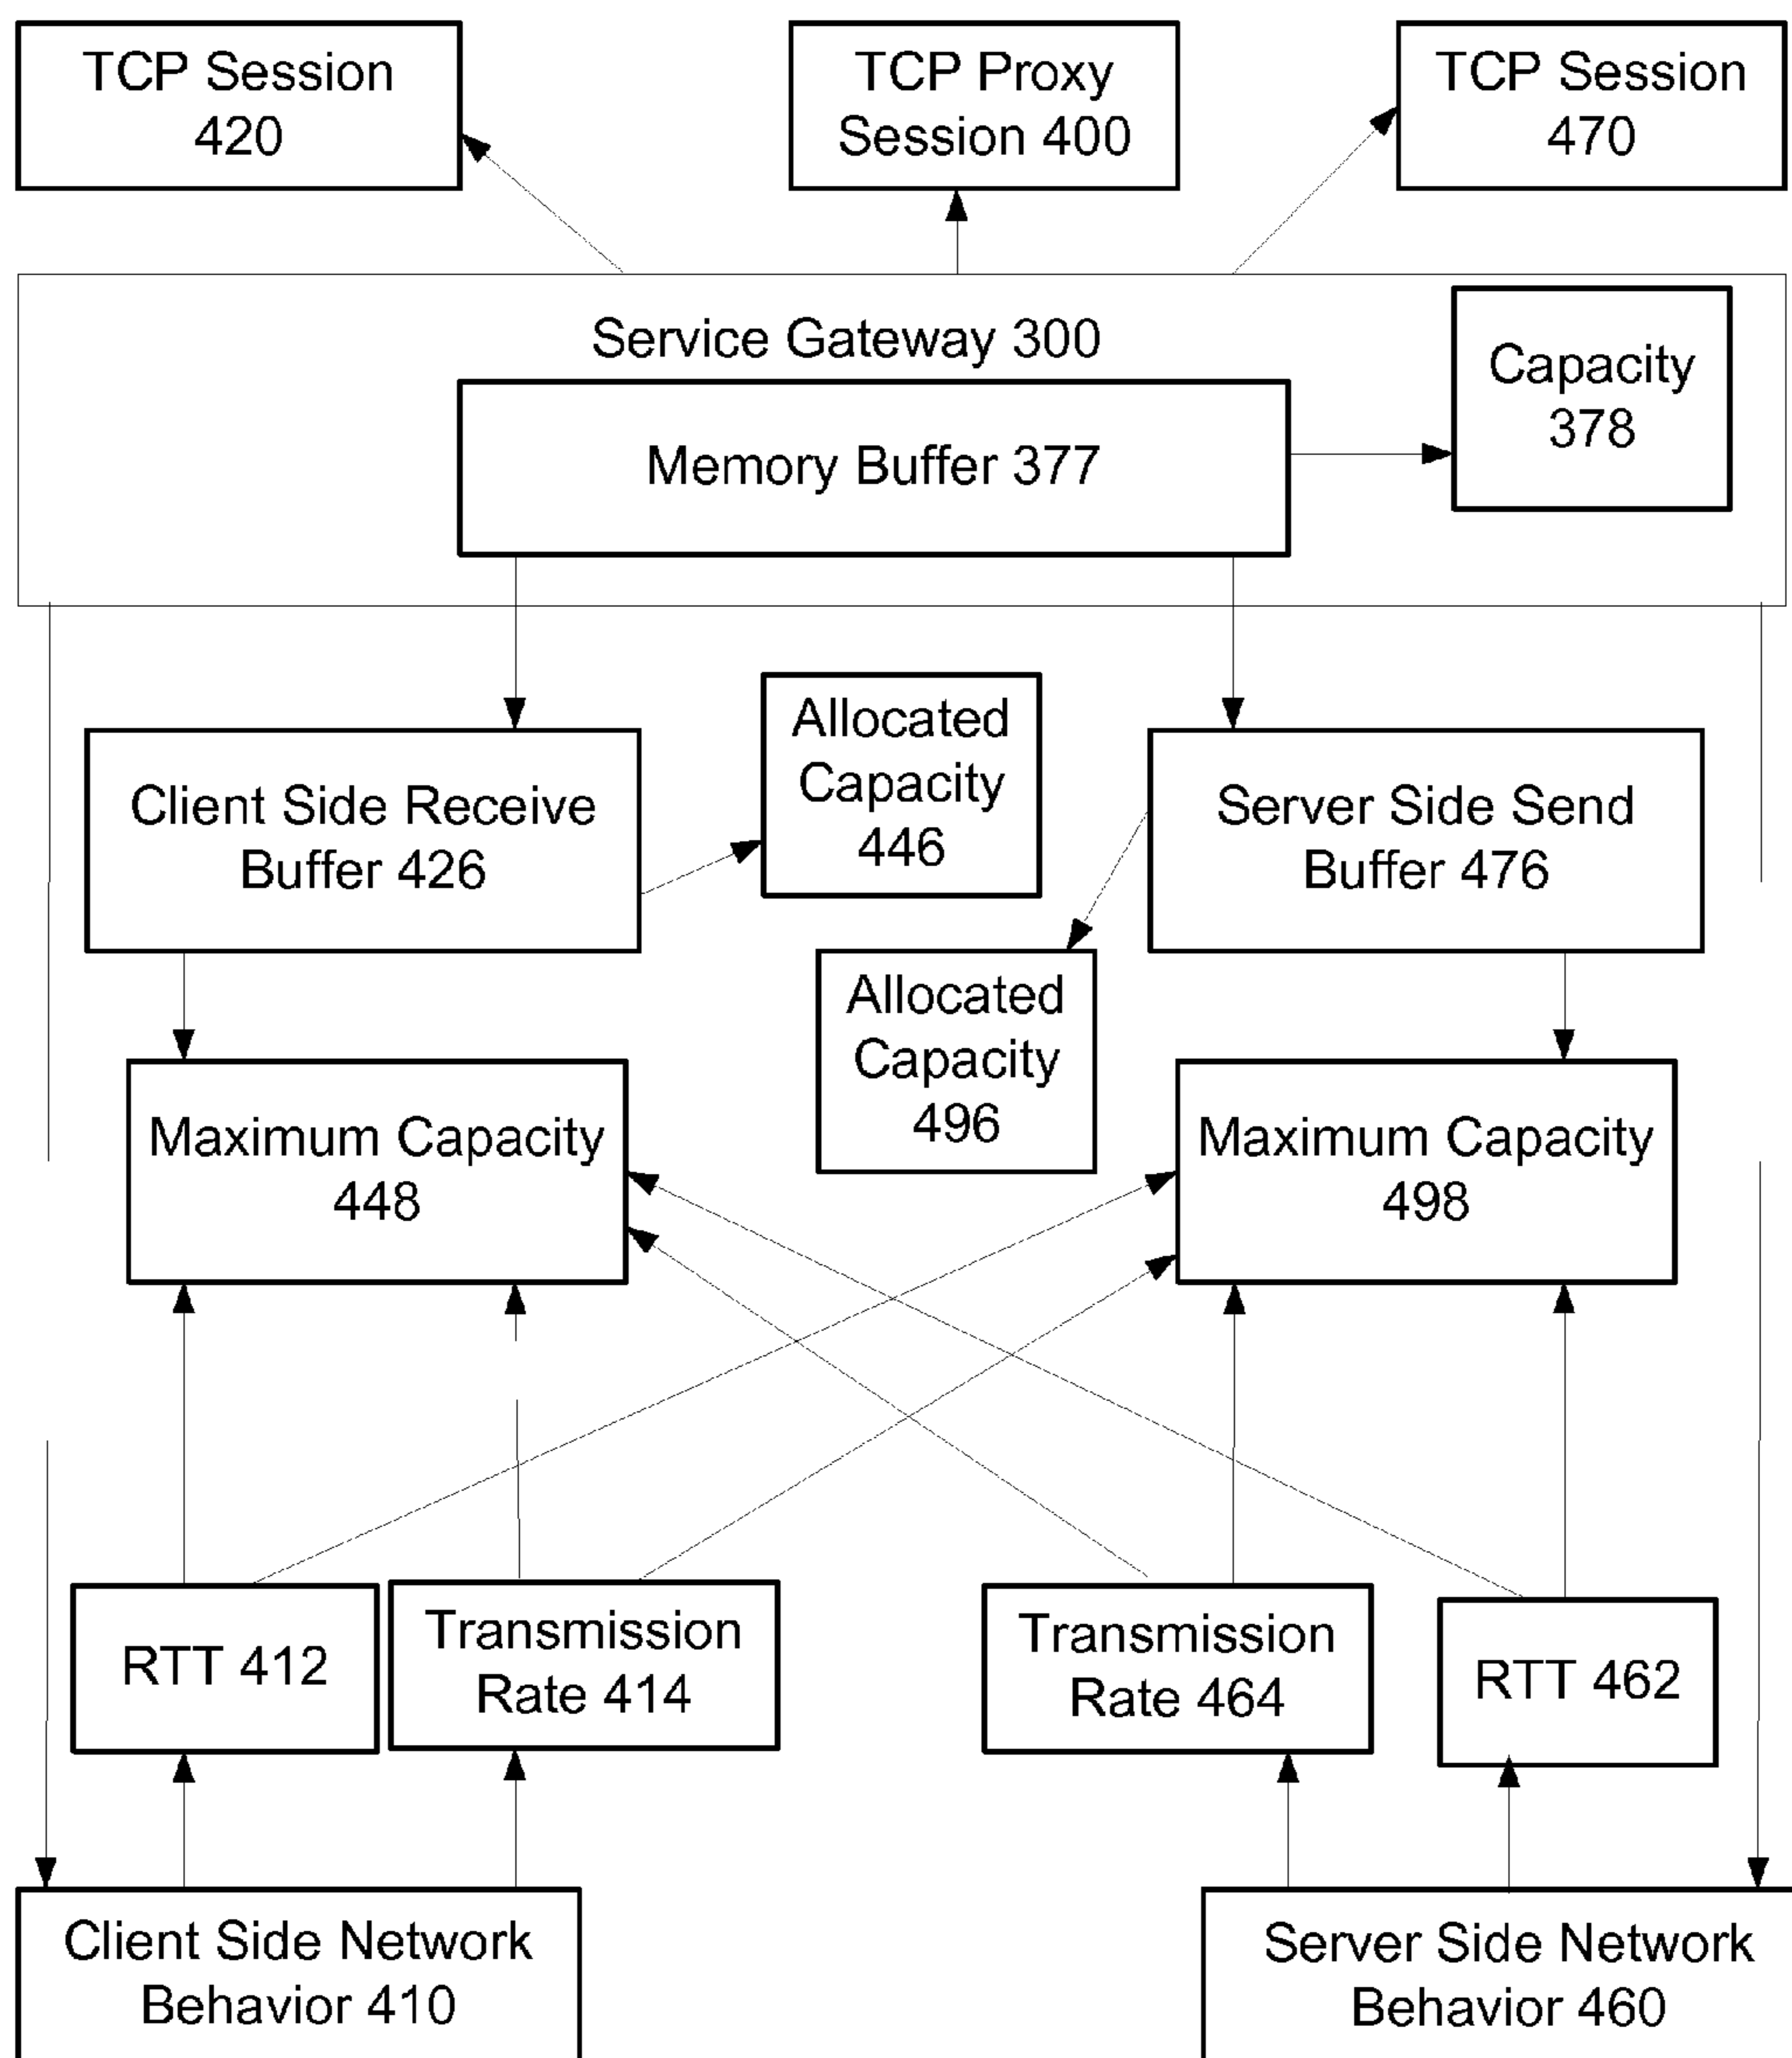 TCP Session
420
TCP Proxy
Session 400
TCP Session
470
Service Gateway 300
Capacity
378
Memory Buffer 377
Allocated
Capacity
446
Client Side Receive
Buffer 426
Server Side Send
Buffer 476
Allocated
Capacity
496
Maximum Capacity
448
Maximum Capacity
498
RTT 412
Transmission
Rate 414
Transmission
Rate 464
RTT 462
Client Side Network
Behavior 410
Server Side Network
Behavior 460